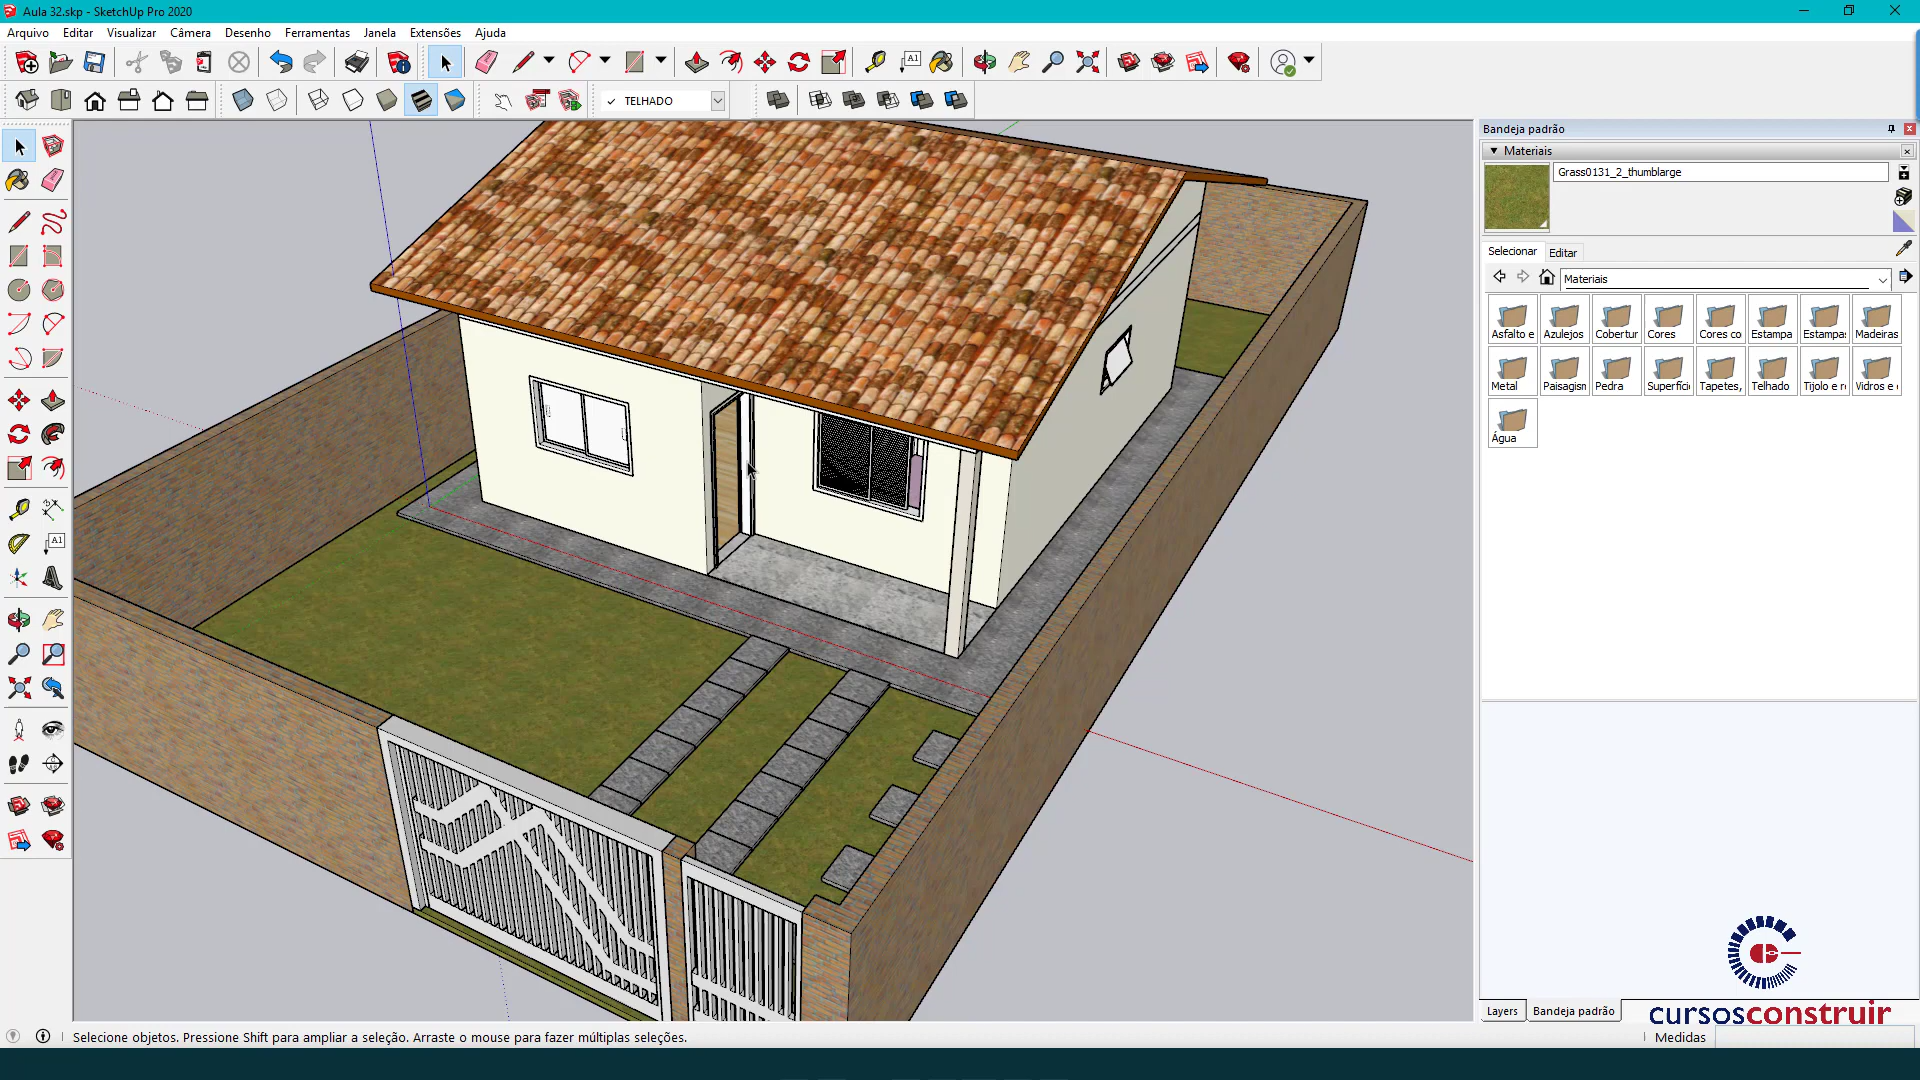 Aula 32.skp - SketchUp Pro 2020
Arquivo Editar Visualizar Câmera Desenho Ferramentas Janela Extensões Ajuda
A1
✓ TELHADO
A1
Bandeja padrão
Materiais
Grass0131_2_thumblarge
Selecionar Editar
Materiais
Asfalto e Azulejos Cobertur Cores Cores co Estampa Estampa: Madeiras
Metal Paisagism Pedra Superfíci Tapetes, Telhado Tijolo e r Vidros e
Água
Layers Bandeja padrão
cursosconstruir
Selecione objetos. Pressione Shift para ampliar a seleção. Arraste o mouse para fazer múltiplas seleções.
Medidas